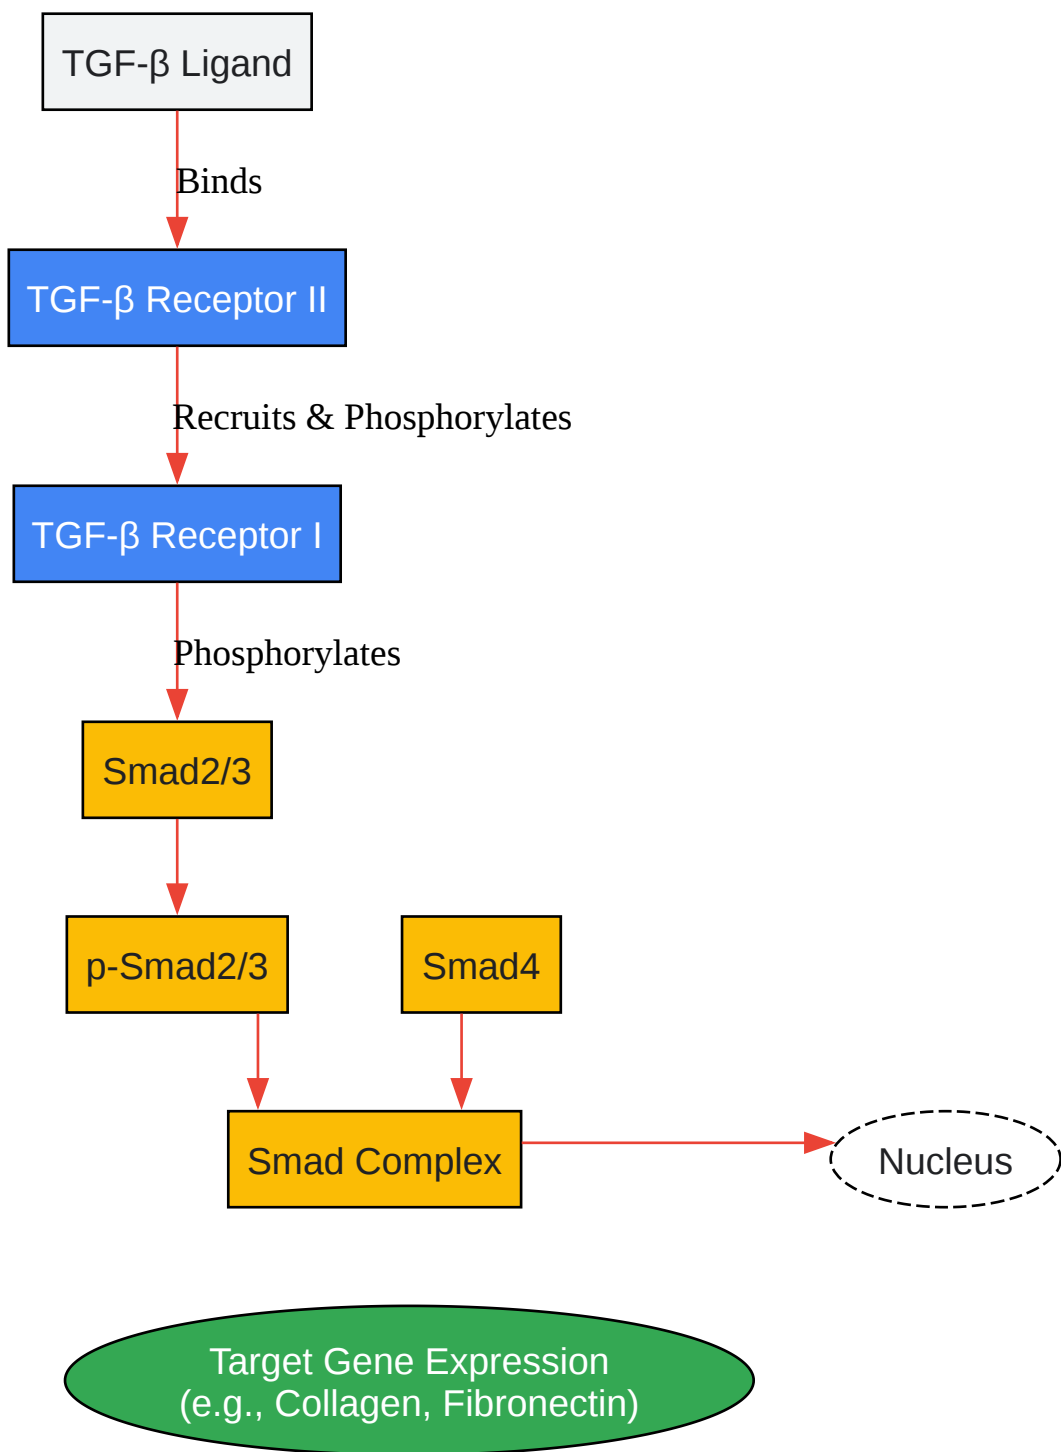 TGF-β Ligand
Binds
TGF-β Receptor II
Recruits & Phosphorylates
TGF-β Receptor I
Phosphorylates
Smad2/3
p-Smad2/3
Smad4
Smad Complex
Nucleus
Target Gene Expression
(e.g., Collagen, Fibronectin)